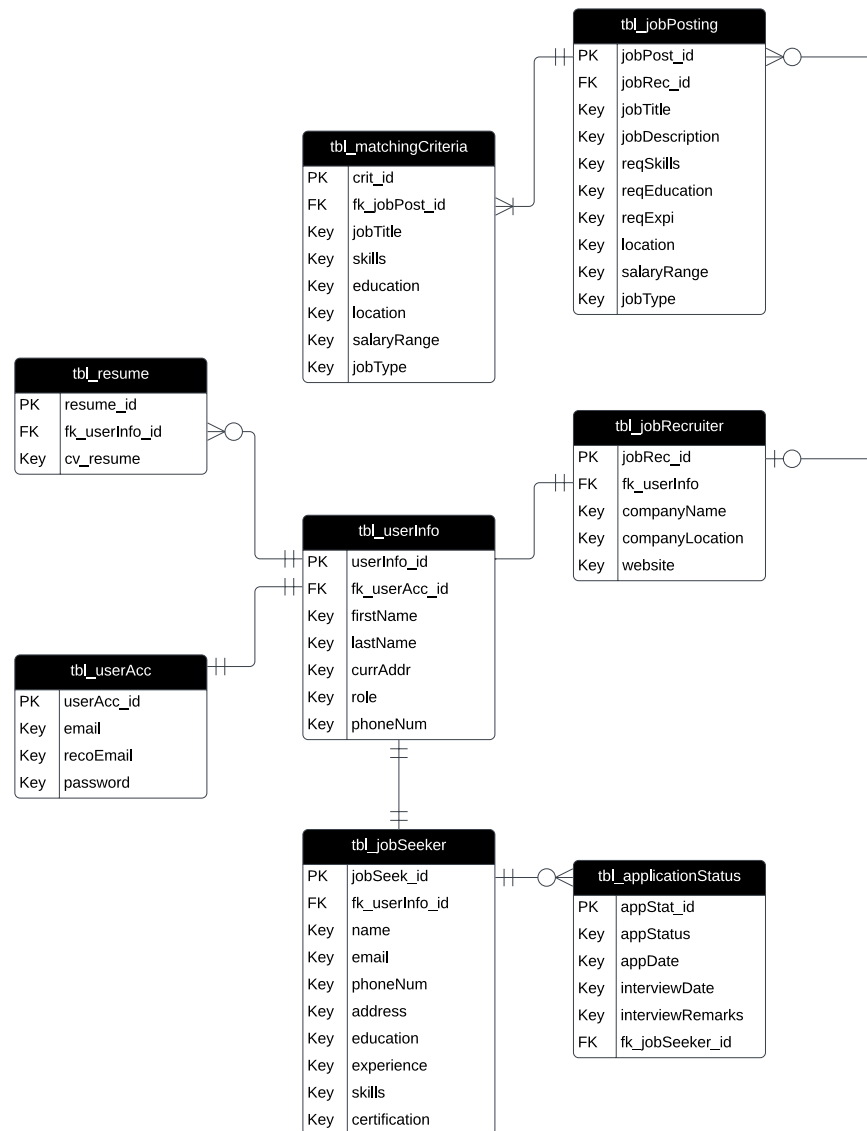 tbl_jobPosting
PK jobPost_id
FK jobRec_id
Key jobTitle
Key jobDescription
Key reqSkills
Key reqEducation
Key reqExpi
Key location
Key salaryRange
Key jobType
tbl_matchingCriteria
PK crit_id
FK fk_jobPost_id
Key jobTitle
Key skills
Key education
Key location
Key salaryRange
Key jobType
tbl_resume
PK resume_id
FK fk_userInfo_id
Key cv_resume
tbl_jobRecruiter
PK jobRec_id
FK fk_userInfo
Key companyName
Key companyLocation
Key website
tbl_userInfo
PK userInfo_id
FK fk_userAcc_id
Key firstName
Key lastName
Key currAddr
Key role
Key phoneNum
tbl_userAcc
PK userAcc_id
Key email
Key recoEmail
Key password
tbl_jobSeeker
PK jobSeek_id
FK fk_userInfo_id
Key name
Key email
Key phoneNum
Key address
Key education
Key experience
Key skills
Key certification
tbl_applicationStatus
PK appStat_id
Key appStatus
Key appDate
Key interviewDate
Key interviewRemarks
FK fk_jobSeeker_id